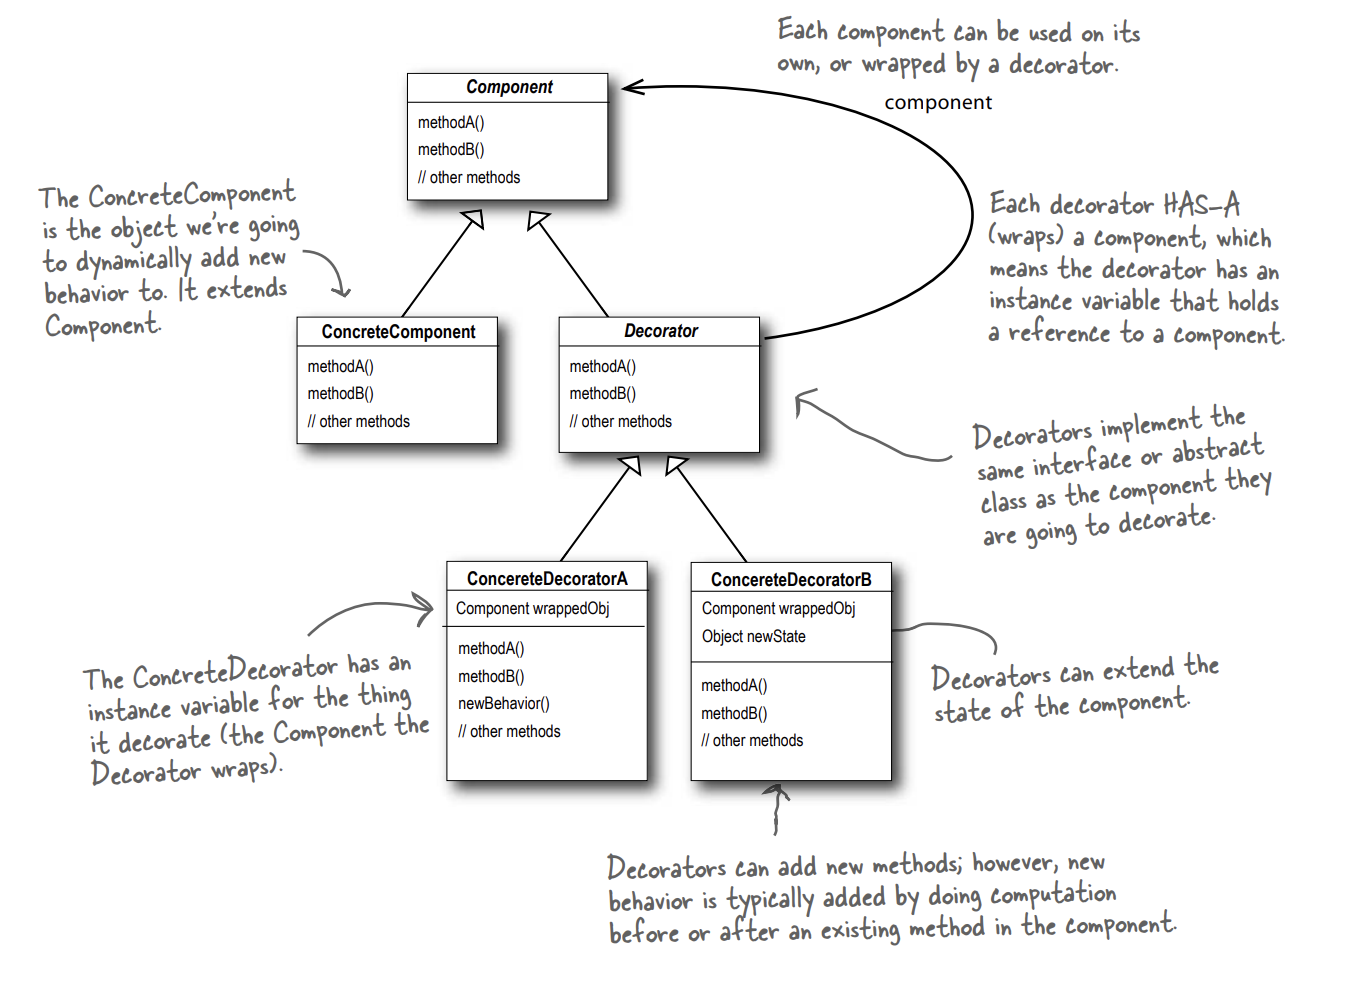 Each component can be used on its
own, or wrapped by a decorator.
component
Component
methodA()
methodB()
// other methods
The ConcreteComponent
is the object we're going
to dynamically add new
behavior to. It extends
Component.
Each decorator HAS-A
(wraps) a component, which
means the decorator has an
instance variable that holds
a reference to a component.
ConcreteComponent
methodA()
methodB()
// other methods
Decorator
methodA()
methodB()
// other methods
Decorators implement the
same interface or abstract
class as the component they
are going to decorate.
ConcereteDecoratorA
Component wrappedObj
methodA()
methodB()
newBehavior()
// other methods
ConcereteDecoratorB
Component wrappedObj
Object newState
methodA()
methodB()
// other methods
The ConcreteDecorator has an
instance variable for the thing
it decorate (the Component the
Decorator wraps).
Decorators can extend the
state of the component.
Decorators can add new methods; however, new
behavior is typically added by doing computation
before or after an existing method in the component.